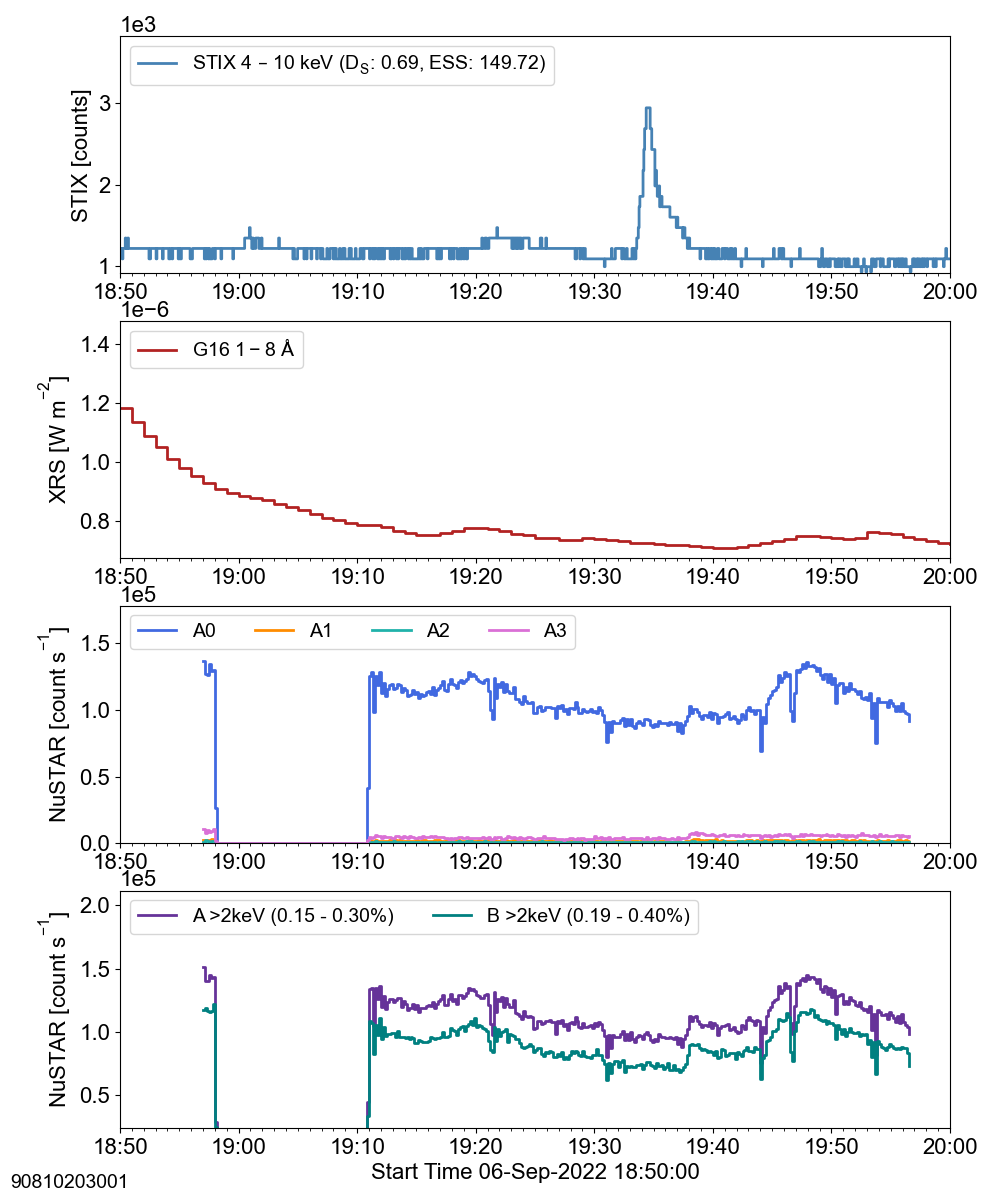 1e3
STIX 4 – 10 keV (D_S: 0.69, ESS: 149.72)
STIX [counts]
3
2
1
18:50 19:00 19:10 19:20 19:30 19:40 19:50 20:00
1e−6
G16 1 − 8 Å
XRS [W m⁻²]
1.4
1.2
1.0
0.8
18:50 19:00 19:10 19:20 19:30 19:40 19:50 20:00
1e5
A0 A1 A2 A3
NuSTAR [count s⁻¹]
1.5
1.0
0.5
0.0
18:50 19:00 19:10 19:20 19:30 19:40 19:50 20:00
1e5
A >2keV (0.15 - 0.30%) B >2keV (0.19 - 0.40%)
NuSTAR [count s⁻¹]
2.0
1.5
1.0
0.5
18:50 19:00 19:10 19:20 19:30 19:40 19:50 20:00
Start Time 06-Sep-2022 18:50:00
90810203001